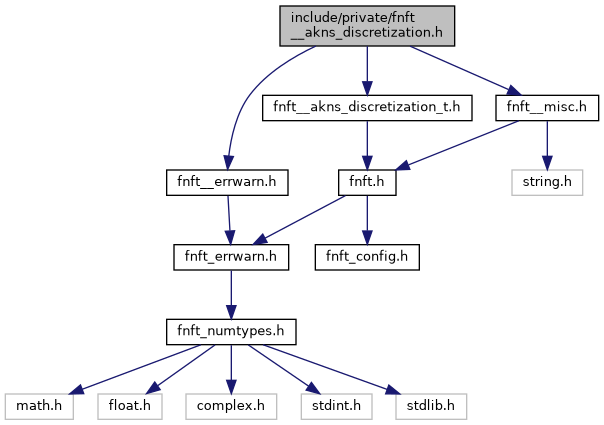 include/private/fnft
__akns_discretization.h
fnft__akns_discretization_t.h
fnft__misc.h
fnft__errwarn.h
fnft.h
string.h
fnft_errwarn.h
fnft_config.h
fnft_numtypes.h
math.h
float.h
complex.h
stdint.h
stdlib.h